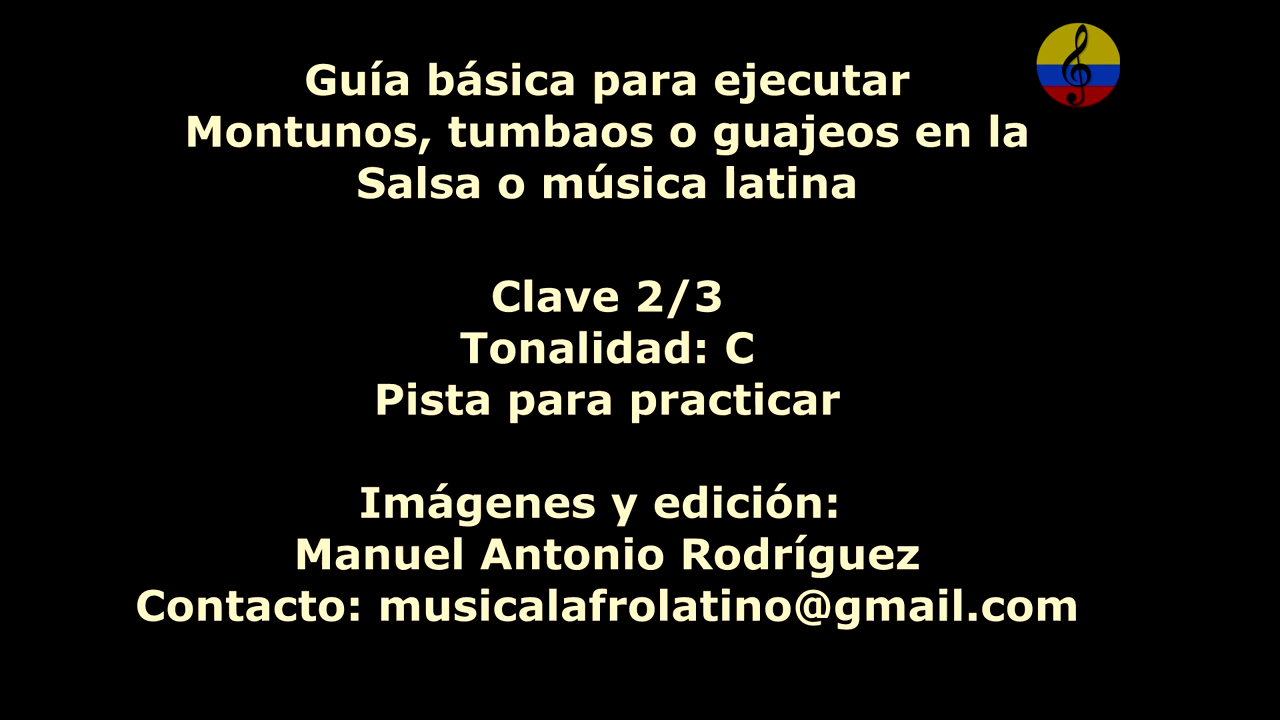 Guía básica para ejecutar
Montunos, tumbaos o guajeos en la
Salsa o música latina
Clave 2/3
Tonalidad: C
Pista para practicar
Imágenes y edición:
Manuel Antonio Rodríguez
Contacto: musicalafrolatino@gmail.com